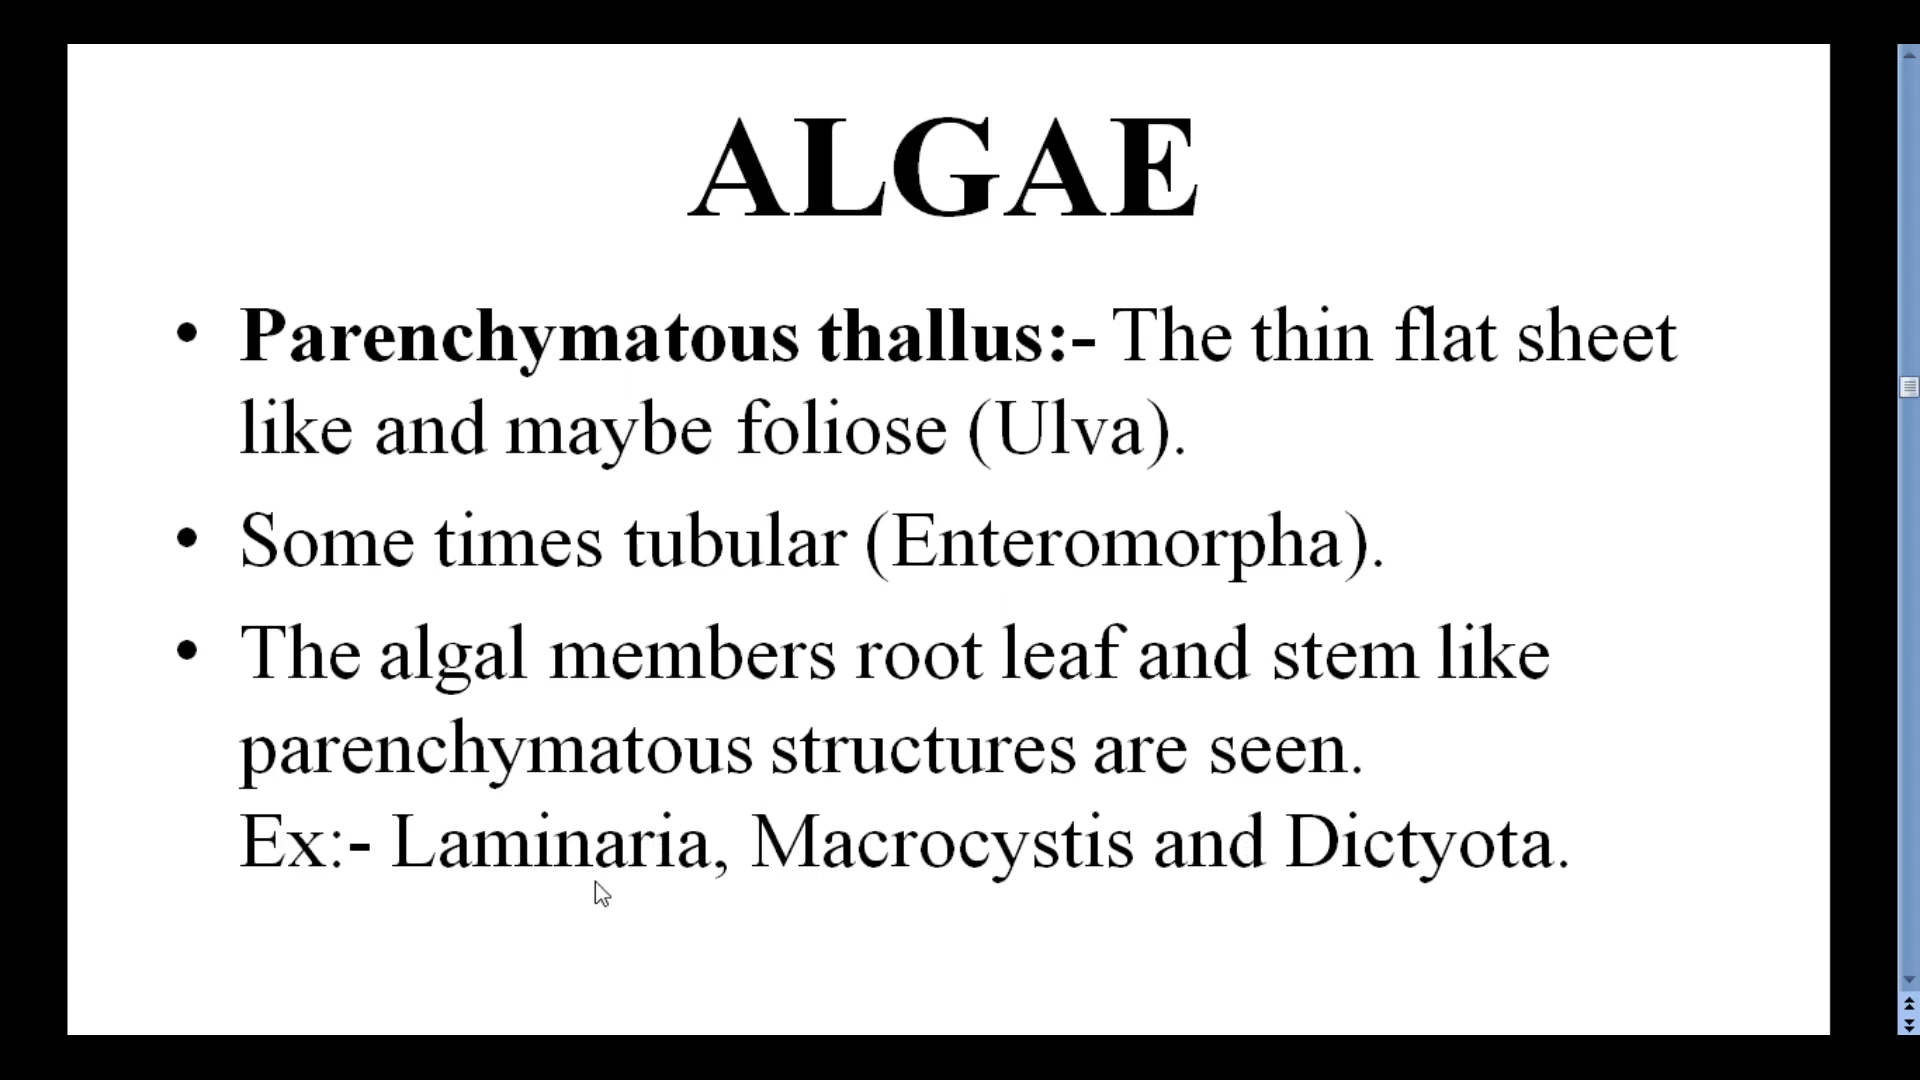 ALGAE
• Parenchymatous thallus:- The thin flat sheet
like and maybe foliose (Ulva).
• Some times tubular (Enteromorpha).
• The algal members root leaf and stem like
parenchymatous structures are seen.
Ex:- Laminaria, Macrocystis and Dictyota.